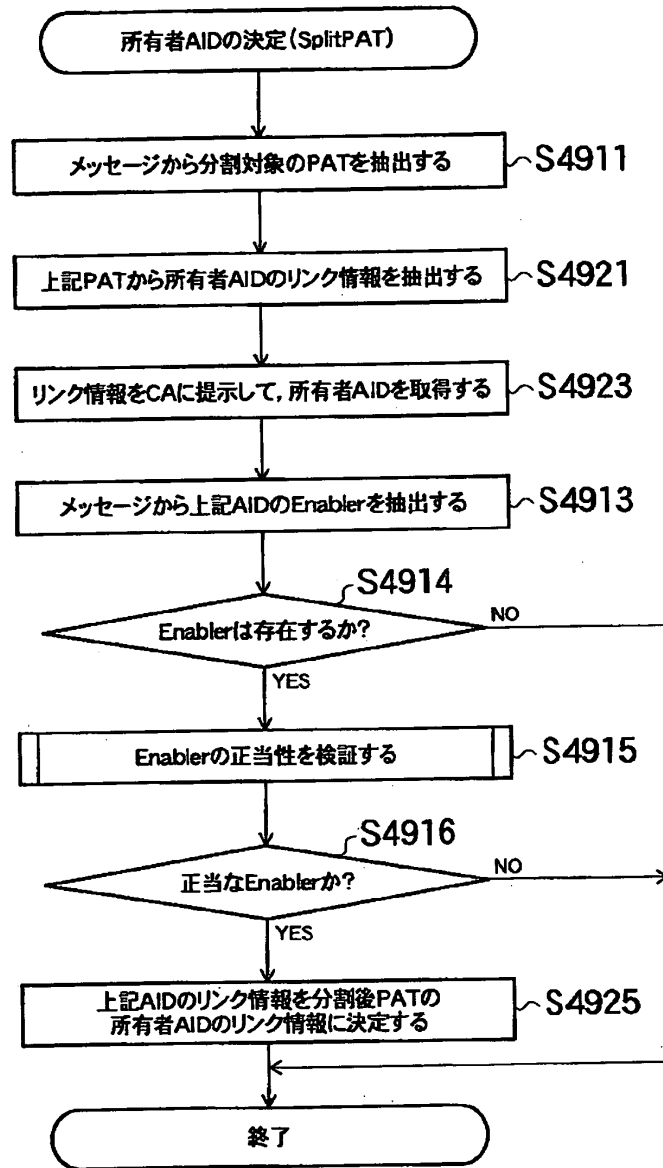 所有者AIDの決定(SplitPAT)
メッセージから分割対象のPATを抽出する
S4911
上記PATから所有者AIDのリンク情報を抽出する
S4921
リンク情報をCAに提示して,所有者AIDを取得する
S4923
メッセージから上記AIDのEnablerを抽出する
S4913
S4914
Enablerは存在するか?
NO
YES
Enablerの正当性を検証する
S4915
S4916
正当なEnablerか?
NO
YES
上記AIDのリンク情報を分割後PATの
所有者AIDのリンク情報に決定する
S4925
終了